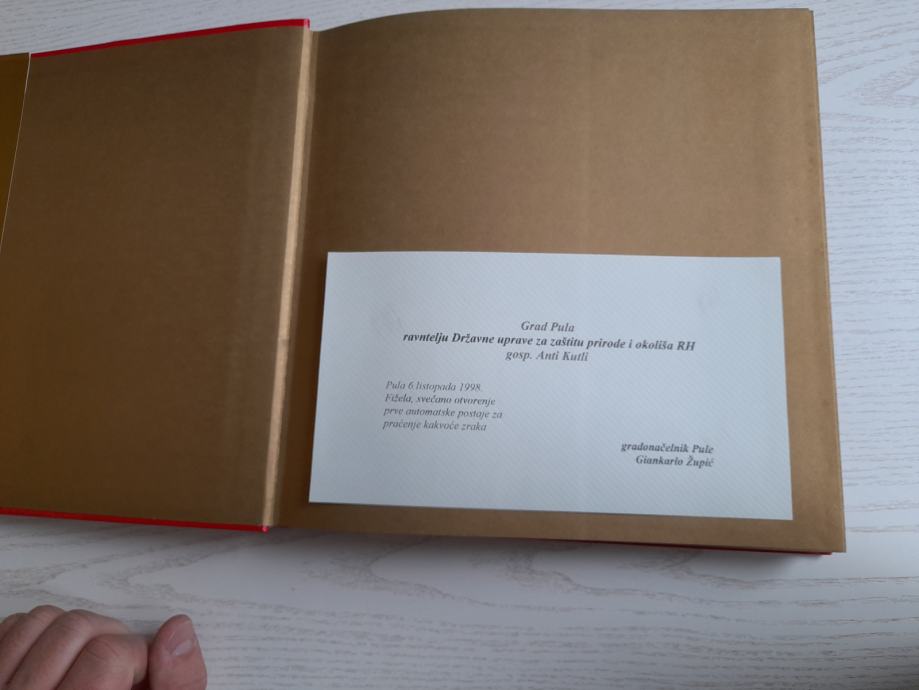 Grad Pula
ravntelju Državne uprave za zaštitu prirode i okoliša RH
gosp. Anti Kutli
Pula 6 listopada 1998.
Fižela, svečano otvorenje
prve automatske postaje za
praćenje kakvoće zraka
gradonačelnik Pule
Giankarlo Župić